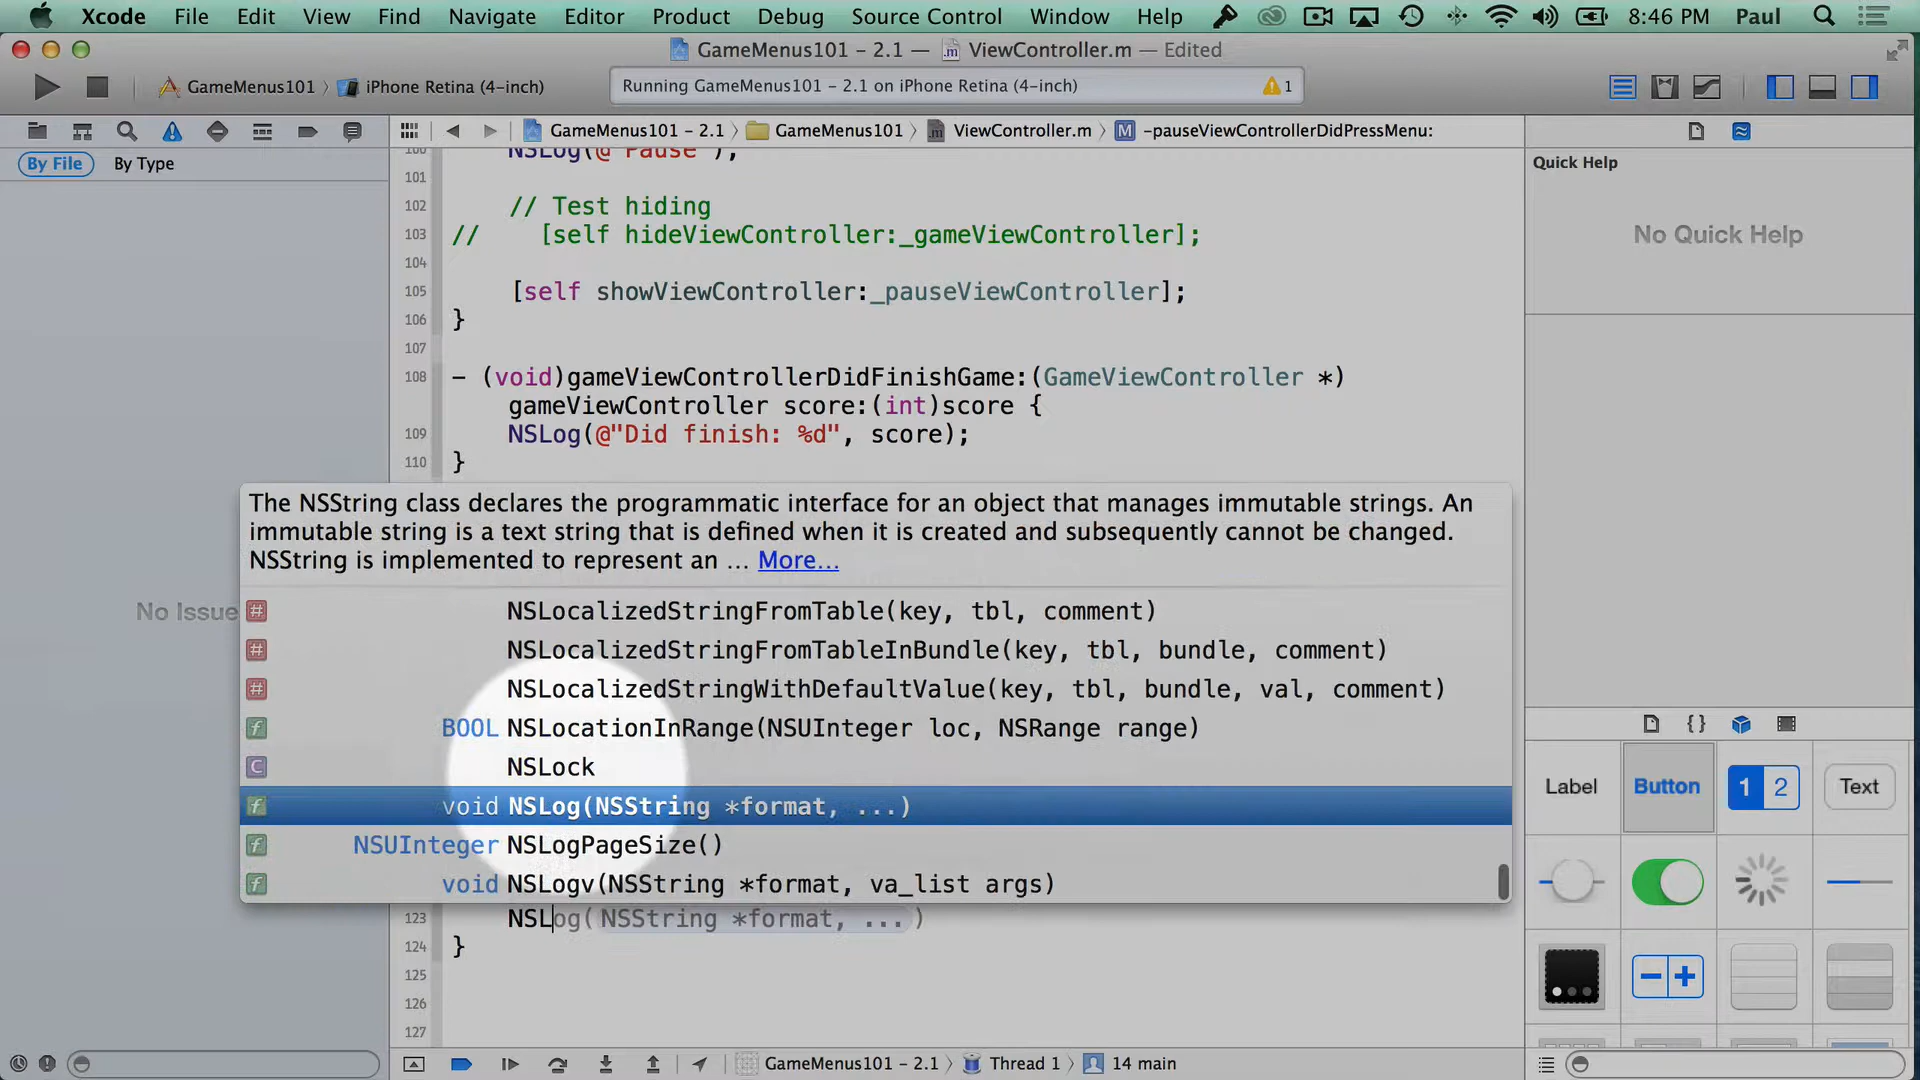 Xcode File Edit View Find Navigate Editor Product Debug Source Control Window Help 8:46 PM Paul
GameMenus101 - 2.1 — ViewController.m — Edited
GameMenus101 〉 iPhone Retina (4-inch)
Running GameMenus101 - 2.1 on iPhone Retina (4-inch) 1
GameMenus101 - 2.1 〉 GameMenus101 〉 ViewController.m 〉 M -pauseViewControllerDidPressMenu:
By File By Type
Quick Help
No Quick Help
100 NSLog(@"Pause");
101
102 // Test hiding
103 // [self hideViewController:_gameViewController];
104
105 [self showViewController:_pauseViewController];
106 }
107
108 - (void)gameViewControllerDidFinishGame:(GameViewController *)
gameViewController score:(int)score {
109 NSLog(@"Did finish: %d", score);
110 }
The NSString class declares the programmatic interface for an object that manages immutable strings. An
immutable string is a text string that is defined when it is created and subsequently cannot be changed.
NSString is implemented to represent an … More…
No Issue
# NSLocalizedStringFromTable(key, tbl, comment)
# NSLocalizedStringFromTableInBundle(key, tbl, bundle, comment)
# NSLocalizedStringWithDefaultValue(key, tbl, bundle, val, comment)
f BOOL NSLocationInRange(NSUInteger loc, NSRange range)
C NSLock
f void NSLog(NSString *format, ...)
f NSUInteger NSLogPageSize()
f void NSLogv(NSString *format, va_list args)
123 NSLog(NSString *format, ...)
124 }
125
126
127
{ }
Label Button 1 2 Text
GameMenus101 - 2.1 〉 Thread 1 〉 14 main